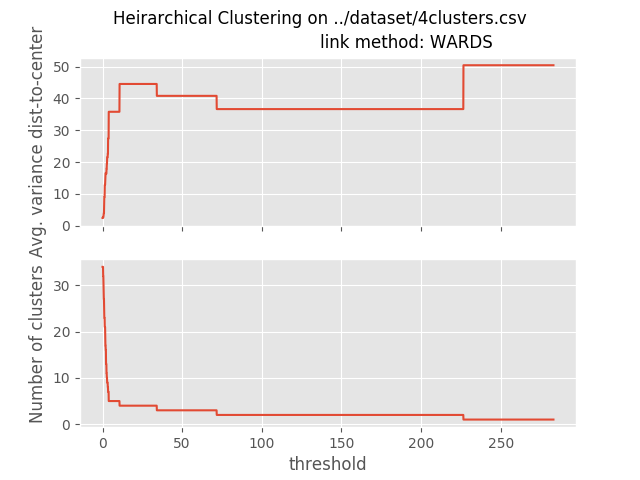 Heirarchical Clustering on ../dataset/4clusters.csv
link method: WARDS
Avg. variance dist-to-center
50
40
30
20
10
0
Number of clusters
30
20
10
0
0 50 100 150 200 250
threshold